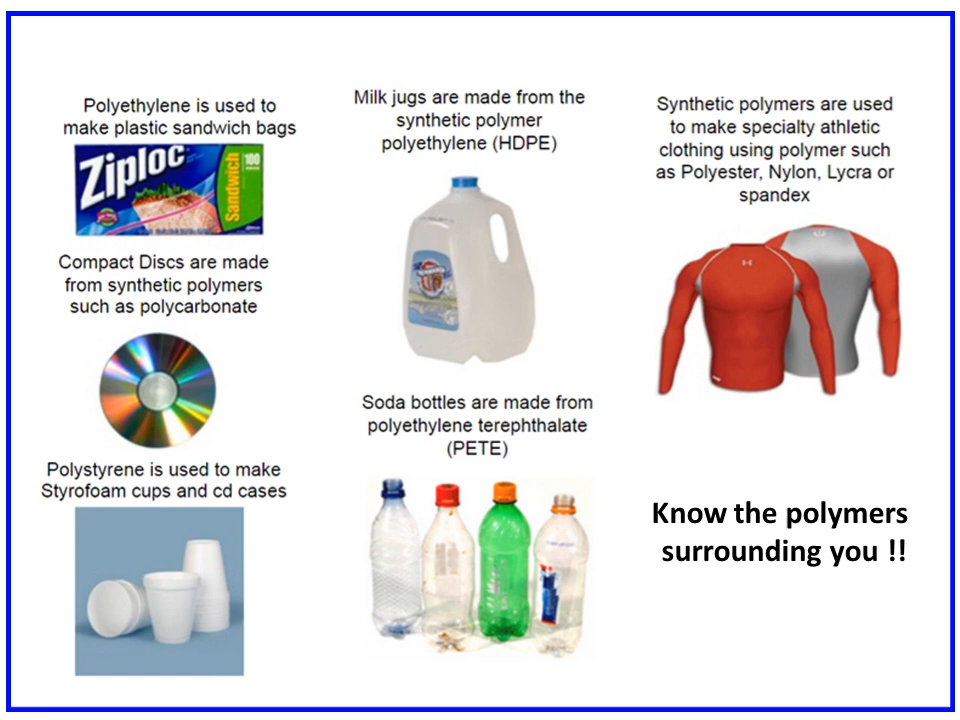 Polyethylene is used to
make plastic sandwich bags
Ziploc
Sandwich
100
Compact Discs are made
from synthetic polymers
such as polycarbonate
Polystyrene is used to make
Styrofoam cups and cd cases
Milk jugs are made from the
synthetic polymer
polyethylene (HDPE)
Soda bottles are made from
polyethylene terephthalate
(PETE)
Synthetic polymers are used
to make specialty athletic
clothing using polymer such
as Polyester, Nylon, Lycra or
spandex
Know the polymers
surrounding you !!